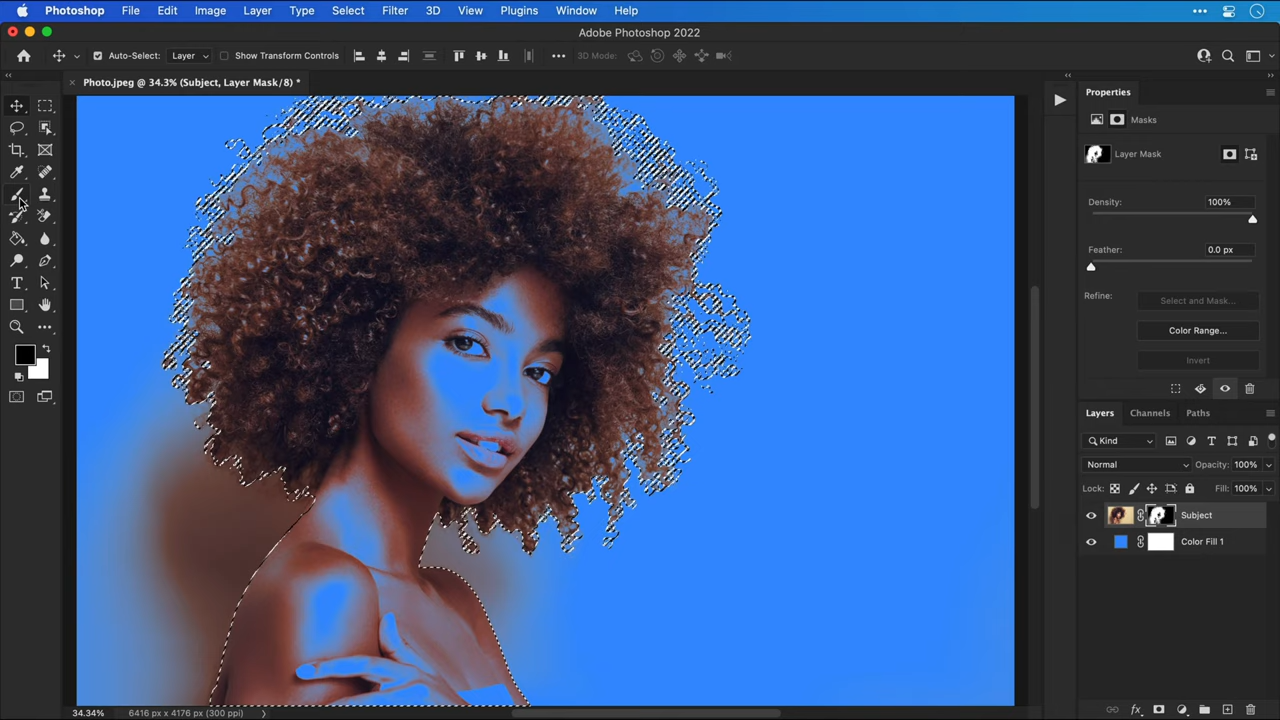 Photoshop File Edit Image Layer Type Select Filter 3D View Plugins Window Help
Adobe Photoshop 2022
Auto-Select: Layer Show Transform Controls 3D Mode:
Photo.jpeg @ 34.3% (Subject, Layer Mask/8) *
Properties
Masks
Layer Mask
Density: 100%
Feather: 0.0 px
Refine: Select and Mask...
Color Range...
Invert
Layers Channels Paths
Kind
Normal Opacity: 100%
Lock: Fill: 100%
Subject
Color Fill 1
34.34% 6416 px x 4176 px (300 ppi)